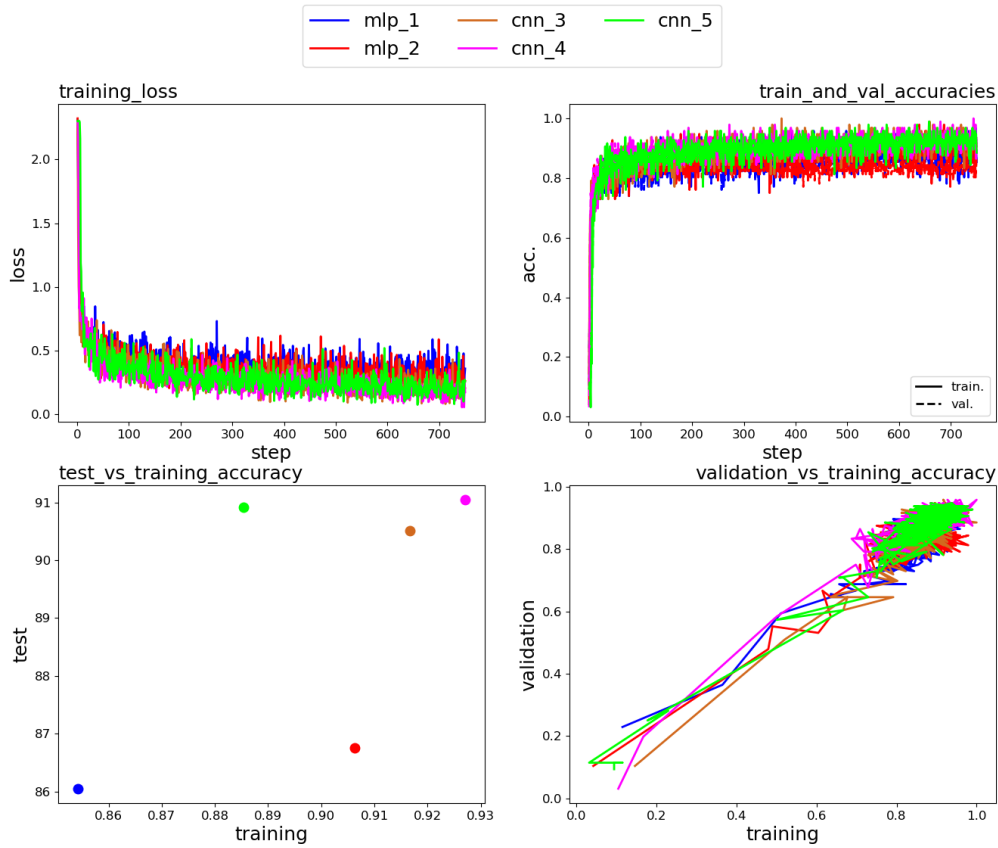 mlp_1 cnn_3 cnn_5
mlp_2 cnn_4
training_loss
loss
2.0
1.5
1.0
0.5
0.0
0 100 200 300 400 500 600 700
step
train_and_val_accuracies
acc.
1.0
0.8
0.6
0.4
0.2
0.0
train.
val.
0 100 200 300 400 500 600 700
step
test_vs_training_accuracy
test
91
90
89
88
87
86
0.86 0.87 0.88 0.89 0.90 0.91 0.92 0.93
training
validation_vs_training_accuracy
validation
1.0
0.8
0.6
0.4
0.2
0.0
0.0 0.2 0.4 0.6 0.8 1.0
training